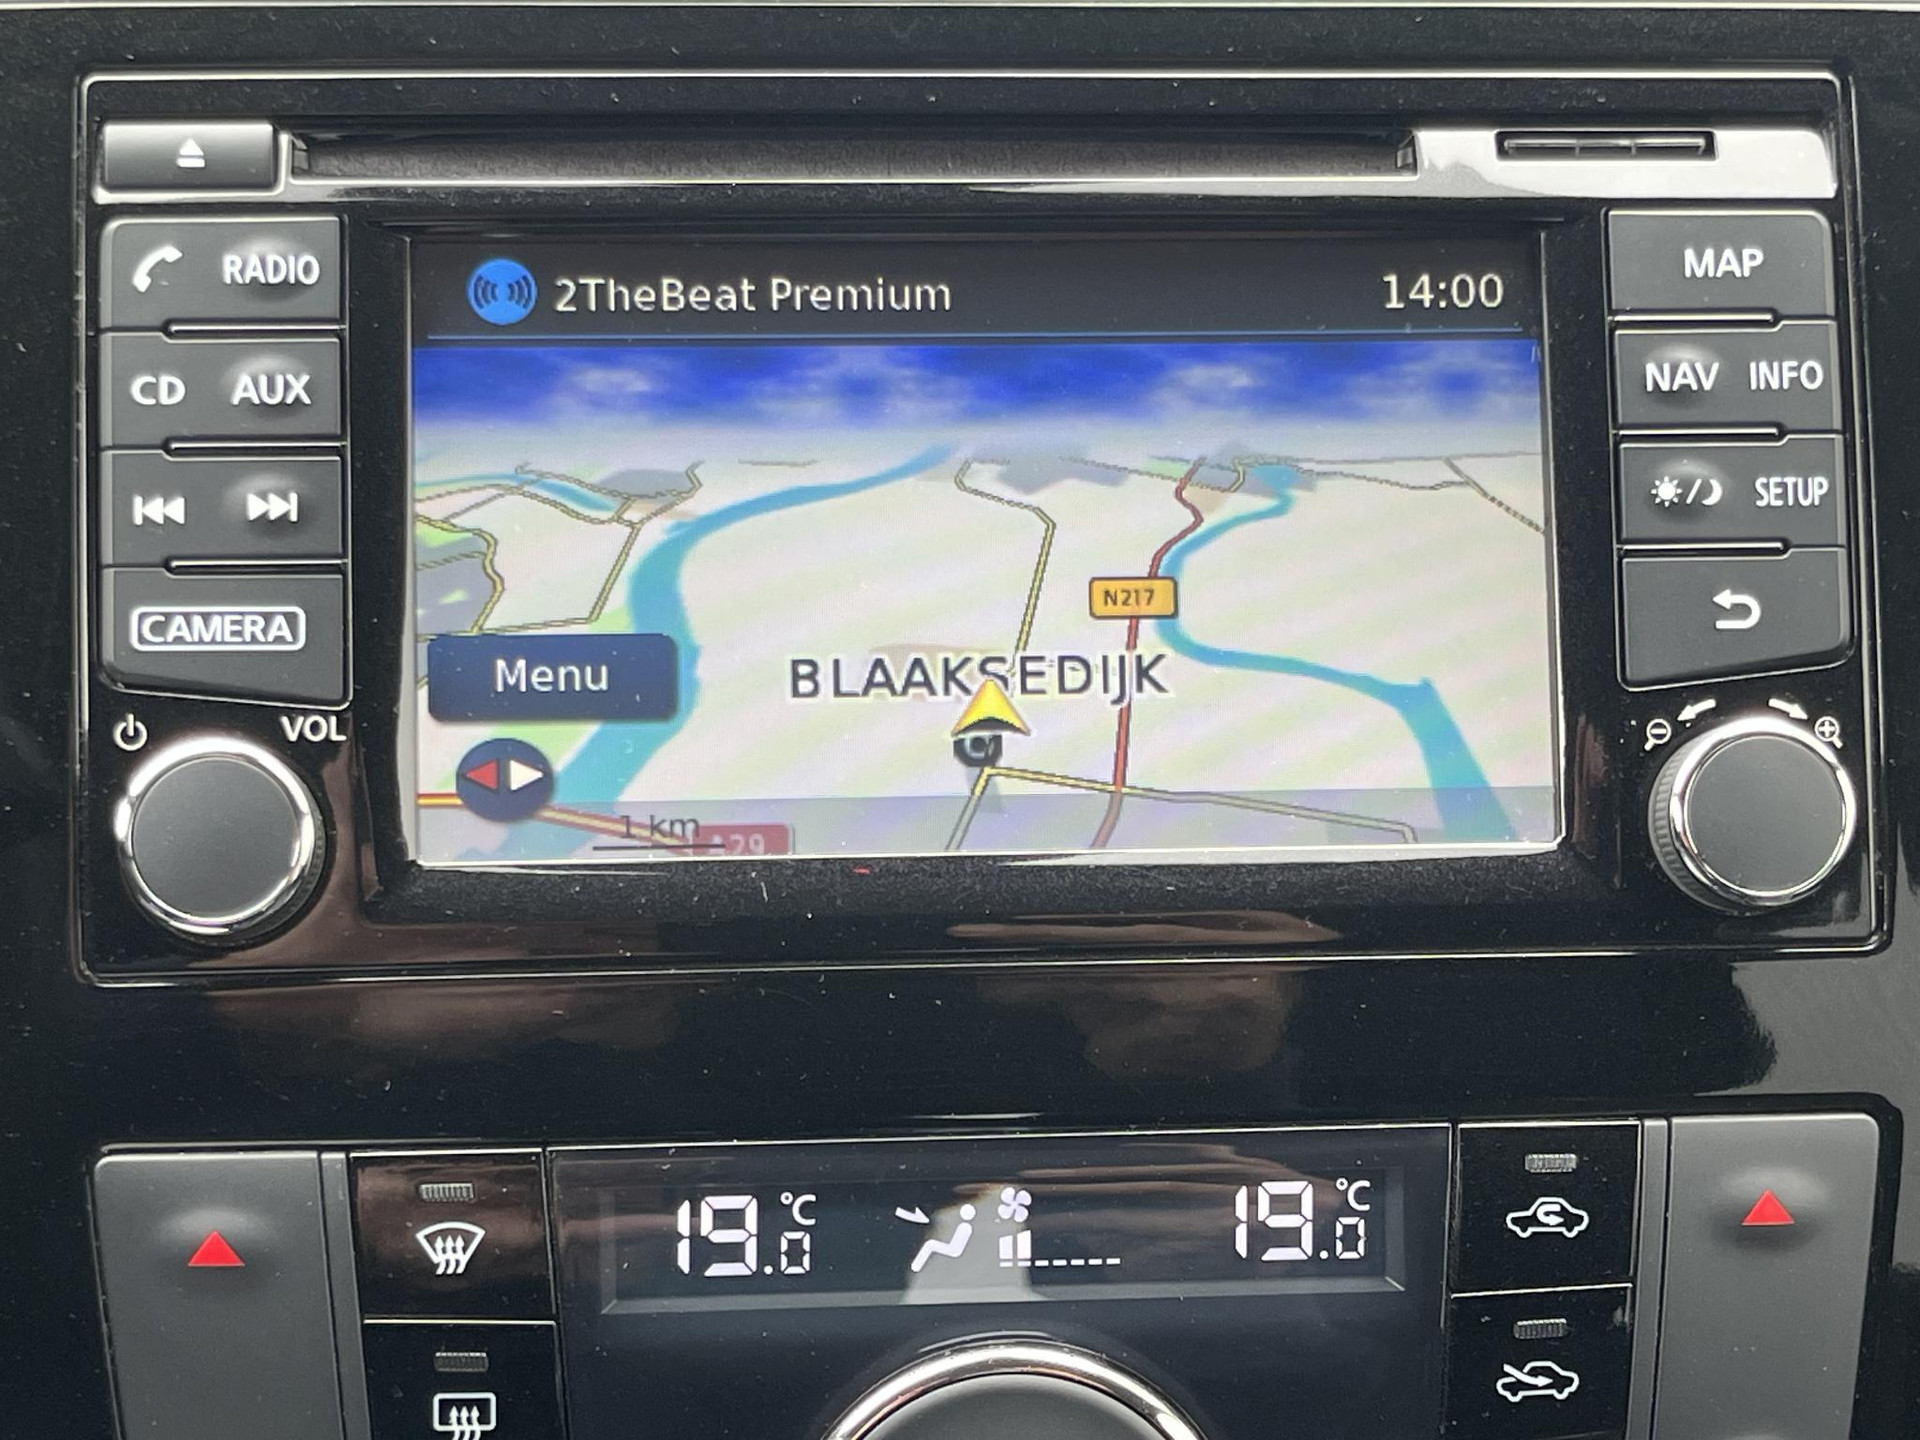 RADIO
CD AUX
CAMERA
VOL
2TheBeat Premium 14:00
N217
Menu
BLAAKSEDIJK
1 km
A29
MAP
NAV INFO
SETUP
19.0 °C
19.0 °C